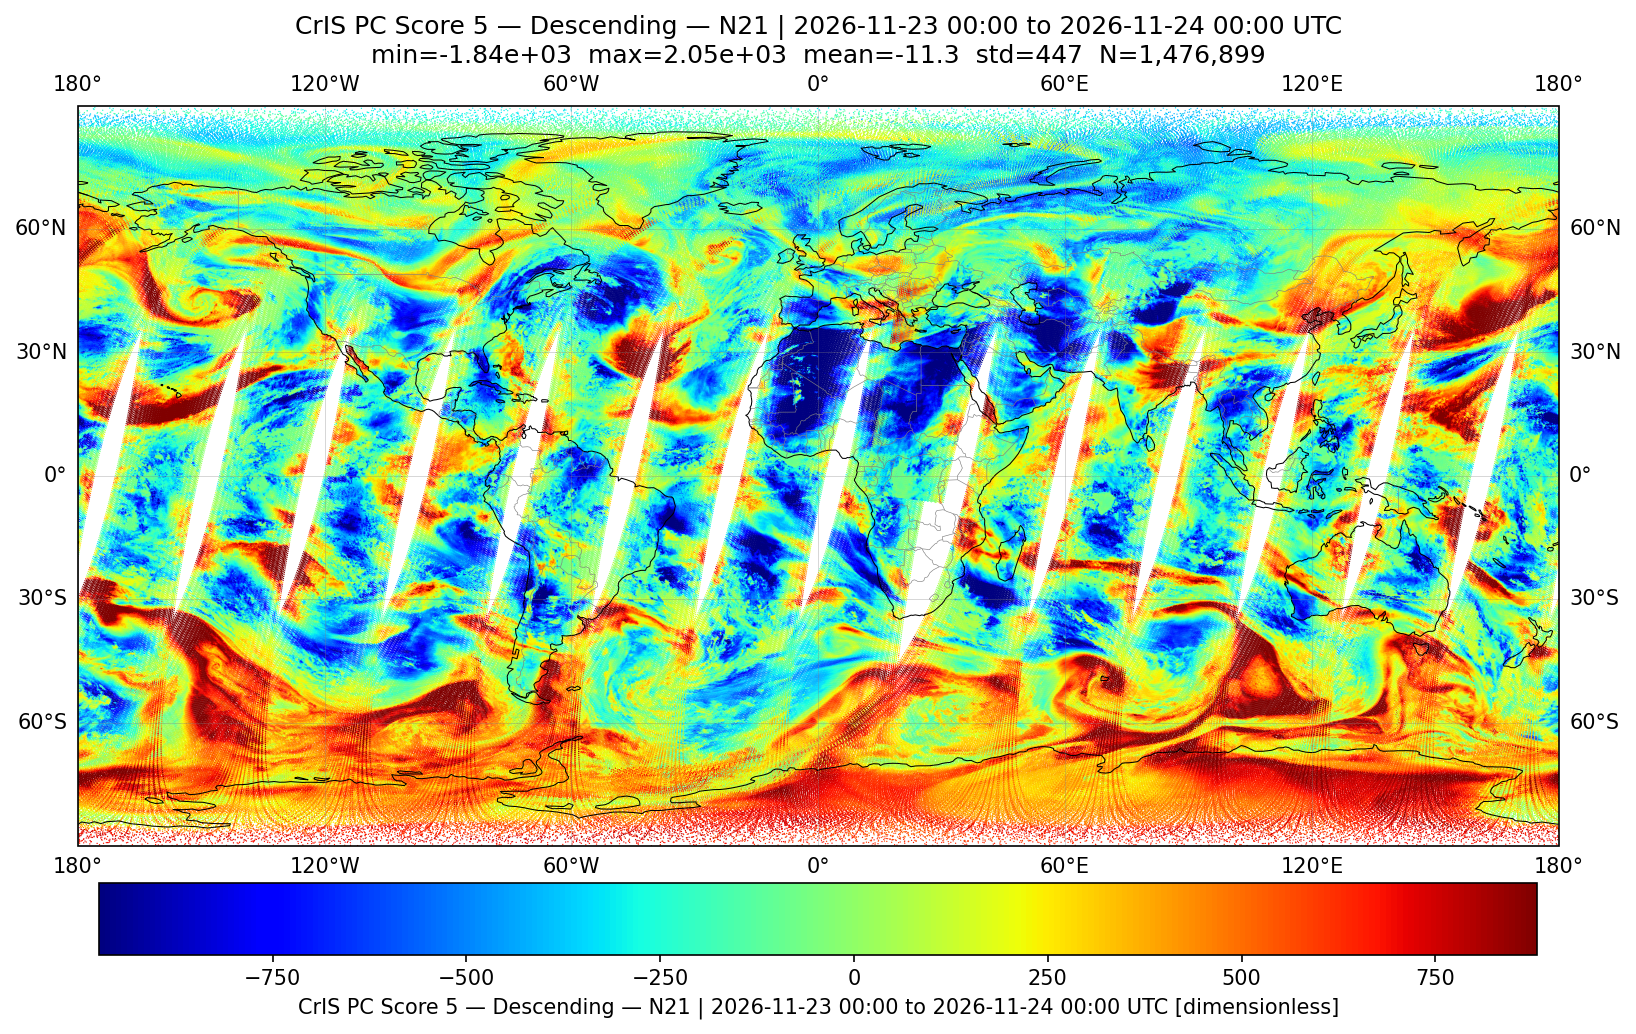 CrIS PC Score 5 — Descending — N21 | 2026-11-23 00:00 to 2026-11-24 00:00 UTC
min=-1.84e+03 max=2.05e+03 mean=-11.3 std=447 N=1,476,899
180° 120°W 60°W 0° 60°E 120°E 180°
60°N 60°N
30°N 30°N
0° 0°
30°S 30°S
60°S 60°S
180° 120°W 60°W 0° 60°E 120°E 180°
−750 −500 −250 0 250 500 750
CrIS PC Score 5 — Descending — N21 | 2026-11-23 00:00 to 2026-11-24 00:00 UTC [dimensionless]